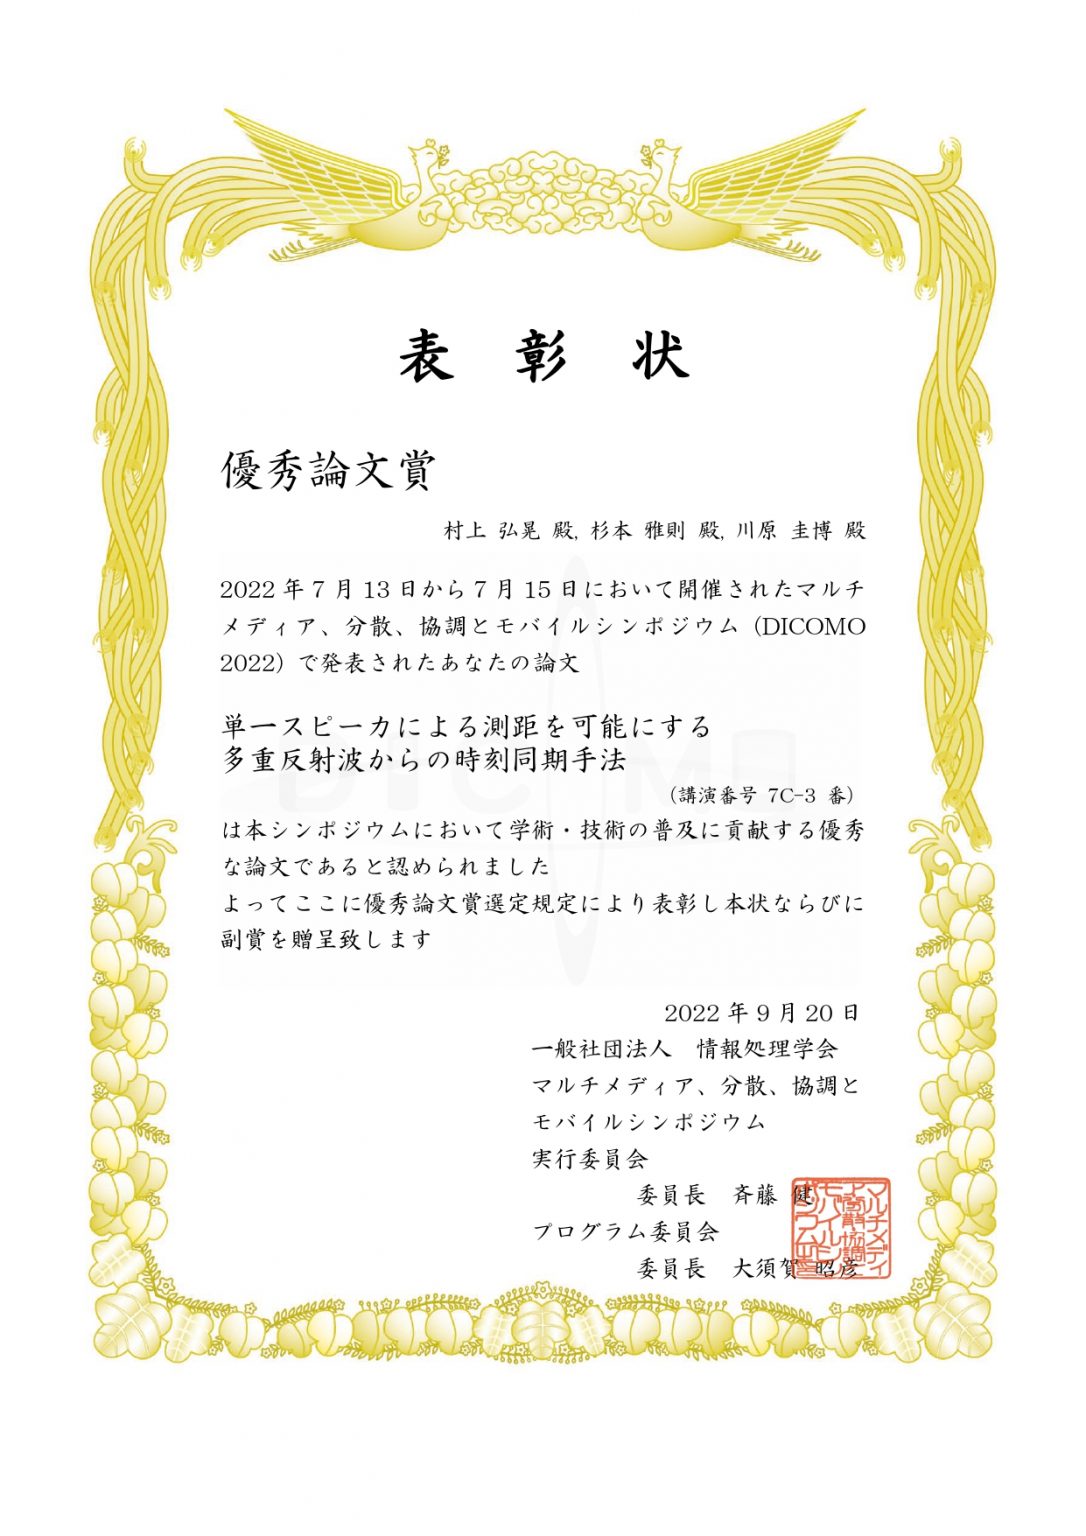 表 彰 状
優秀論文賞
村上 弘晃 殿, 杉本 雅則 殿, 川原 圭博 殿
2022 年 7 月 13 日から 7 月 15 日において開催されたマルチ
メディア、分散、協調とモバイルシンポジウム (DICOMO
2022) で発表されたあなたの論文
単一スピーカによる測距を可能にする
多重反射波からの時刻同期手法
(講演番号 7C-3 番)
は本シンポジウムにおいて学術・技術の普及に貢献する優秀
な論文であると認められました
よってここに優秀論文賞選定規定により表彰し本状ならびに
副賞を贈呈致します
2022 年 9 月 20 日
一般社団法人 情報処理学会
マルチメディア、分散、協調と
モバイルシンポジウム
実行委員会
委員長 斉藤 健
プログラム委員会
委員長 大須賀 昭彦